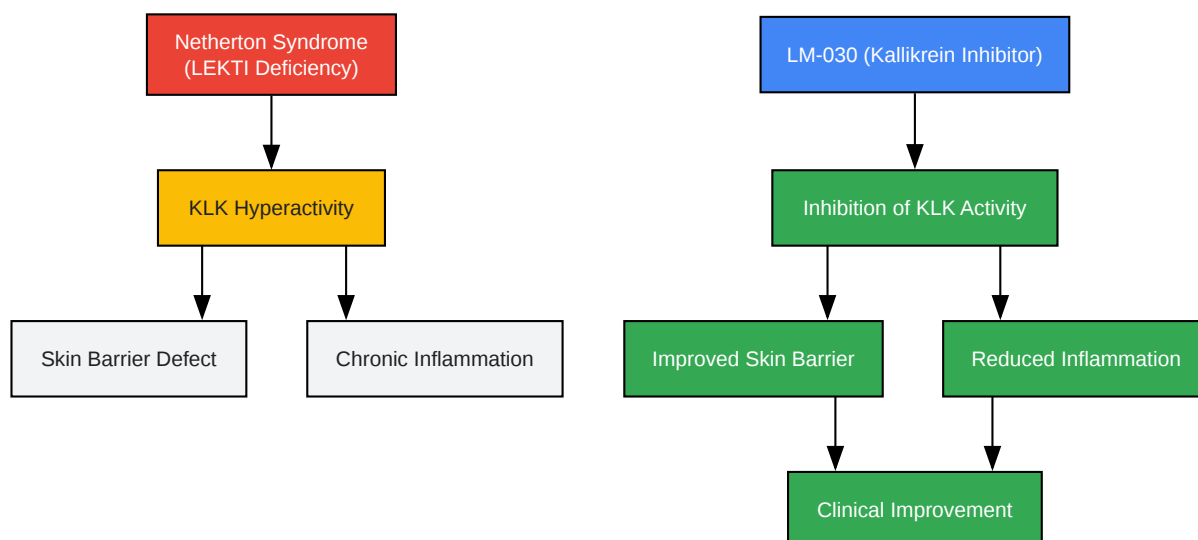 Netherton Syndrome
(LEKTI Deficiency)
LM-030 (Kallikrein Inhibitor)
KLK Hyperactivity
Inhibition of KLK Activity
Skin Barrier Defect
Chronic Inflammation
Improved Skin Barrier
Reduced Inflammation
Clinical Improvement